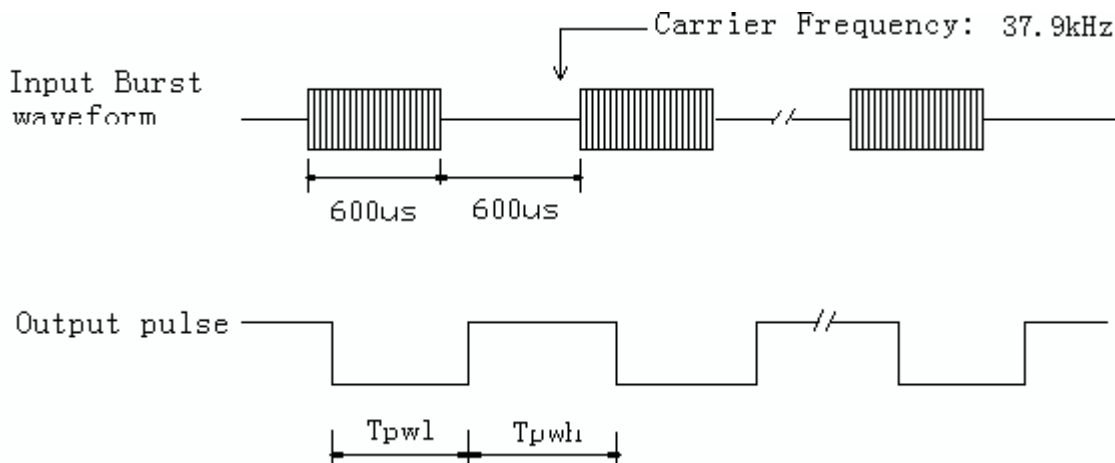 Carrier Frequency: 37.9kHz
Input Burst
waveform
600us
600us
Output pulse
Tpwl
Tpwh